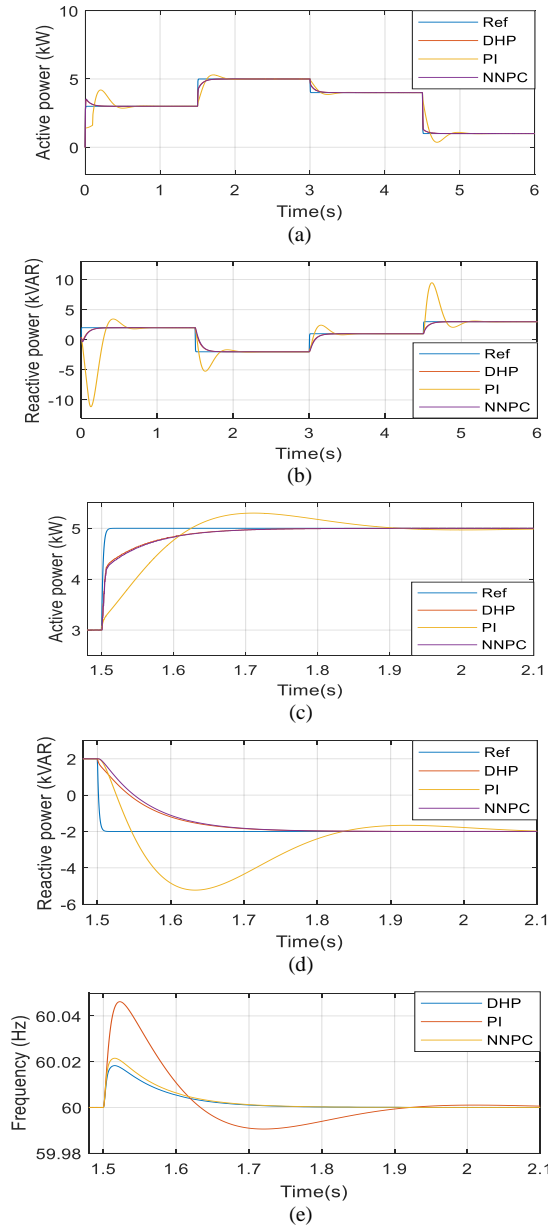 10
5
0
Active power (kW)
Ref
DHP
PI
NNPC
0 1 2 3 4 5 6
Time(s)
(a)
10
5
0
-5
-10
Reactive power (kVAR)
Ref
DHP
PI
NNPC
0 1 2 3 4 5 6
Time(s)
(b)
5
4
3
Active power (kW)
Ref
DHP
PI
NNPC
1.5 1.6 1.7 1.8 1.9 2 2.1
Time(s)
(c)
2
0
-2
-4
-6
Reactive power (kVAR)
Ref
DHP
PI
NNPC
1.5 1.6 1.7 1.8 1.9 2 2.1
Time(s)
(d)
60.04
60.02
60
59.98
Frequency (Hz)
DHP
PI
NNPC
1.5 1.6 1.7 1.8 1.9 2 2.1
Time(s)
(e)